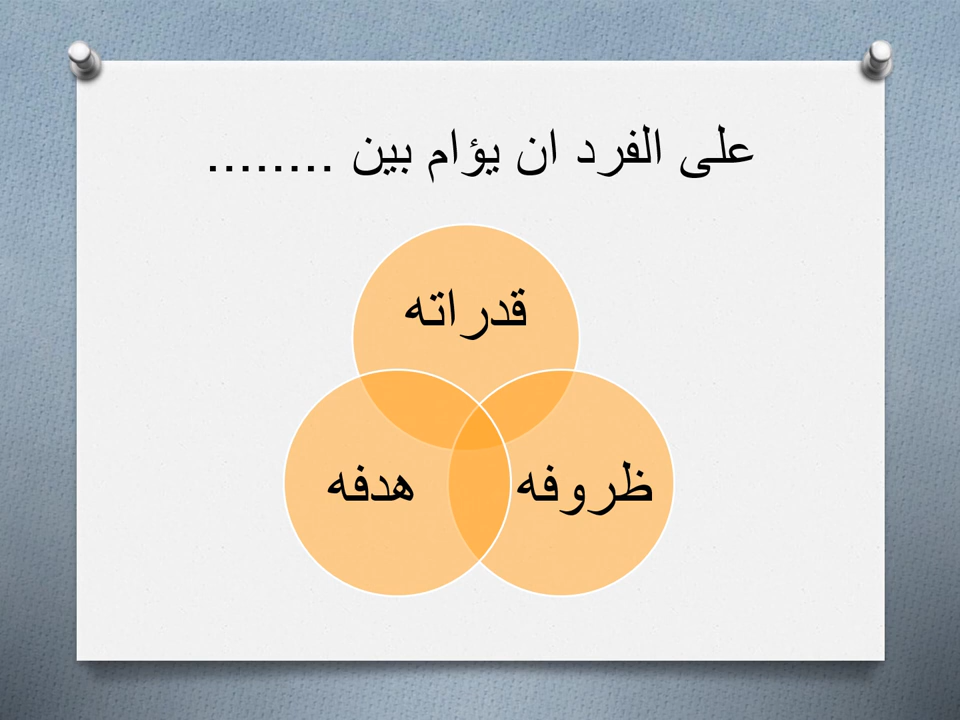 على الفرد ان يؤام بين ........
قدراته
ظروفه
هدفه